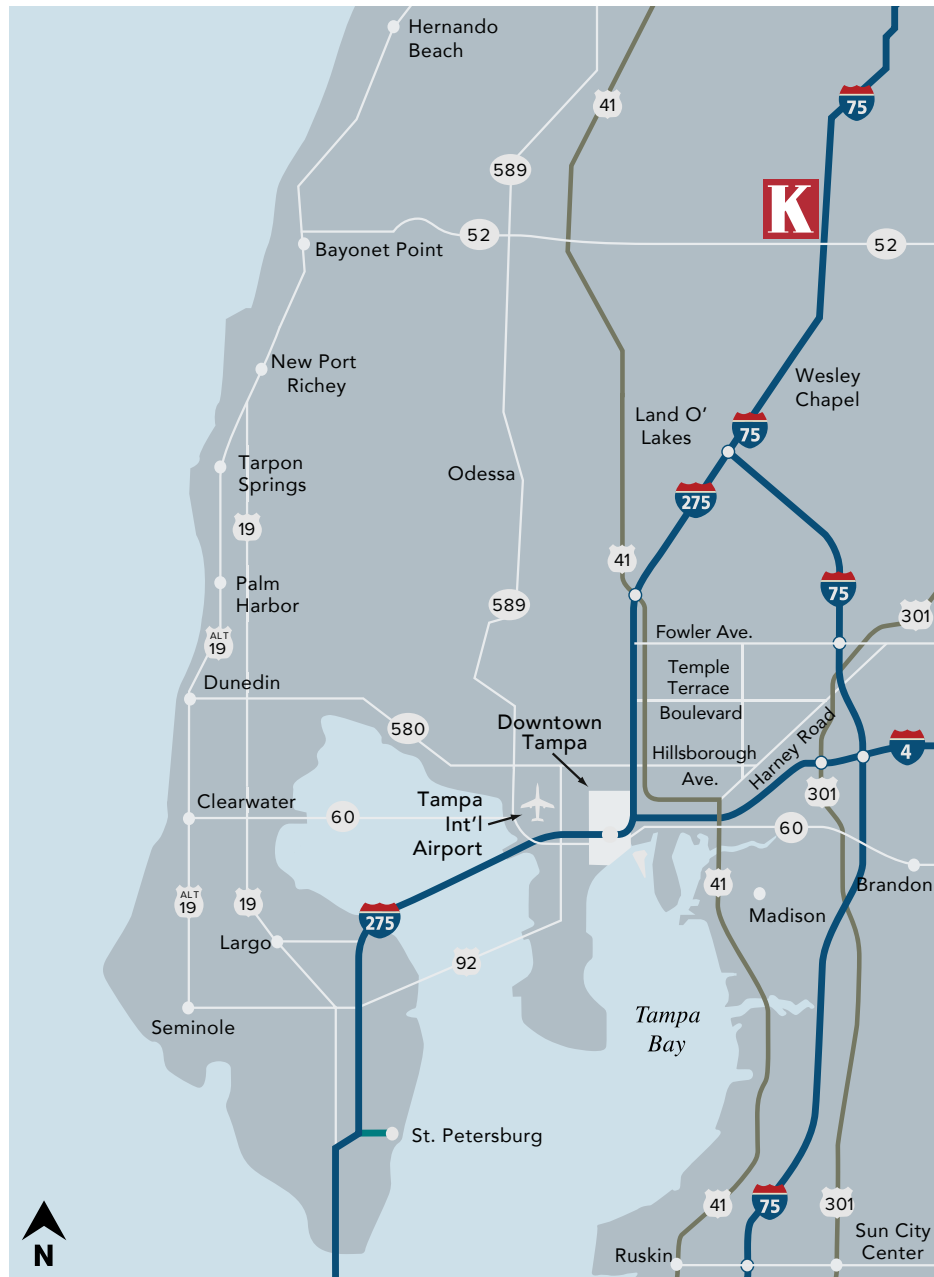 Hernando
Beach
41
75
589
K
52
52
Bayonet Point
New Port
Richey
Wesley
Chapel
Land O’
Lakes
75
Tarpon
Springs
Odessa
275
19
41
Palm
Harbor
589
75
301
ALT
19
Fowler Ave.
Temple
Terrace
Dunedin
Boulevard
580
Downtown
Tampa
Hillsborough
Ave.
Harney Road
4
Clearwater
60
Tampa
Int’l
Airport
301
60
ALT
19
19
275
41
Brandon
Madison
Largo
92
Seminole
Tampa
Bay
St. Petersburg
41
75
301
Sun City
Center
Ruskin
N